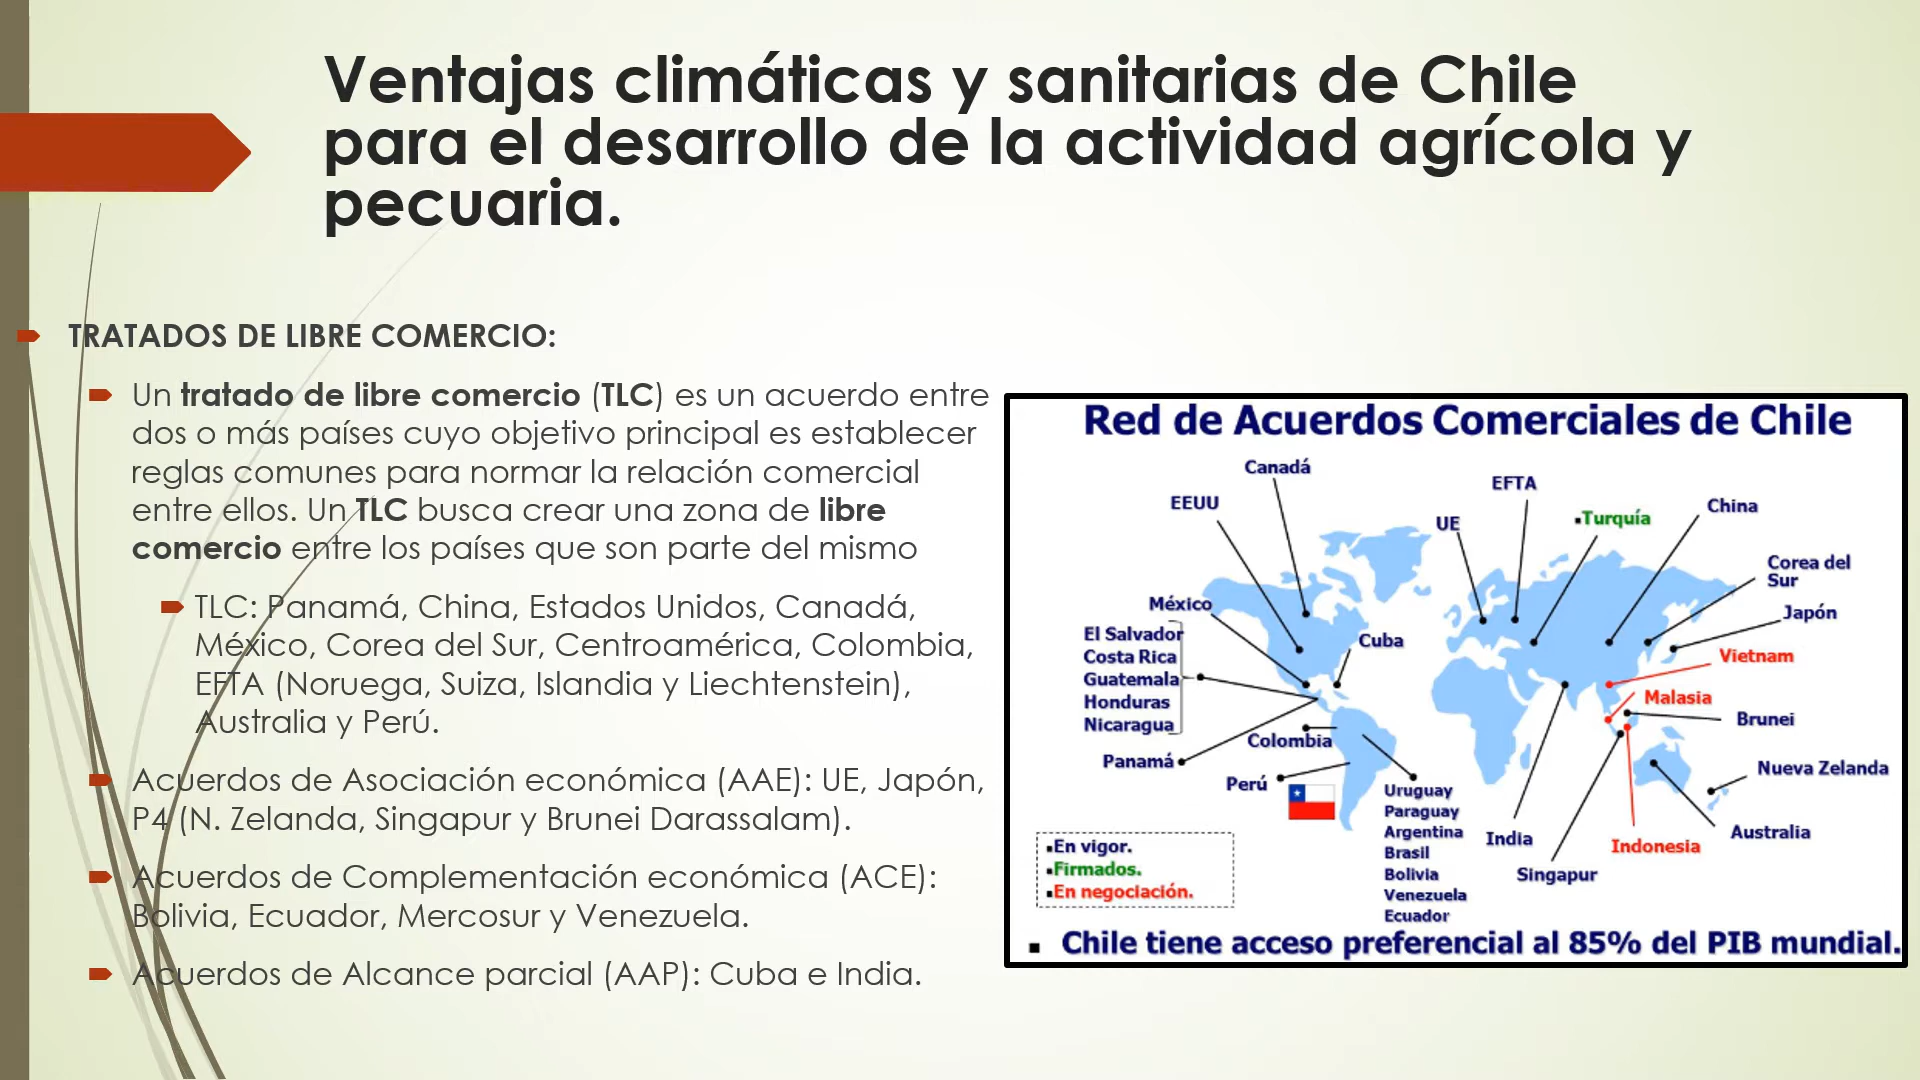 Ventajas climáticas y sanitarias de Chile
para el desarrollo de la actividad agrícola y
pecuaria.
TRATADOS DE LIBRE COMERCIO:
Un tratado de libre comercio (TLC) es un acuerdo entre
dos o más países cuyo objetivo principal es establecer
reglas comunes para normar la relación comercial
entre ellos. Un TLC busca crear una zona de libre
comercio entre los países que son parte del mismo
TLC: Panamá, China, Estados Unidos, Canadá,
México, Corea del Sur, Centroamérica, Colombia,
EFTA (Noruega, Suiza, Islandia y Liechtenstein),
Australia y Perú.
Acuerdos de Asociación económica (AAE): UE, Japón,
P4 (N. Zelanda, Singapur y Brunei Darassalam).
Acuerdos de Complementación económica (ACE):
Bolivia, Ecuador, Mercosur y Venezuela.
Acuerdos de Alcance parcial (AAP): Cuba e India.
Red de Acuerdos Comerciales de Chile
Canadá
EEUU
EFTA
UE
Turquía
China
Corea del
Sur
Japón
México
El Salvador
Costa Rica
Guatemala
Honduras
Nicaragua
Cuba
Vietnam
Malasia
Brunei
Colombia
Panamá
Perú
Nueva Zelanda
Uruguay
Paraguay
Argentina
Brasil
Bolivia
Venezuela
Ecuador
India
Singapur
Indonesia
Australia
En vigor.
Firmados.
En negociación.
Chile tiene acceso preferencial al 85% del PIB mundial.